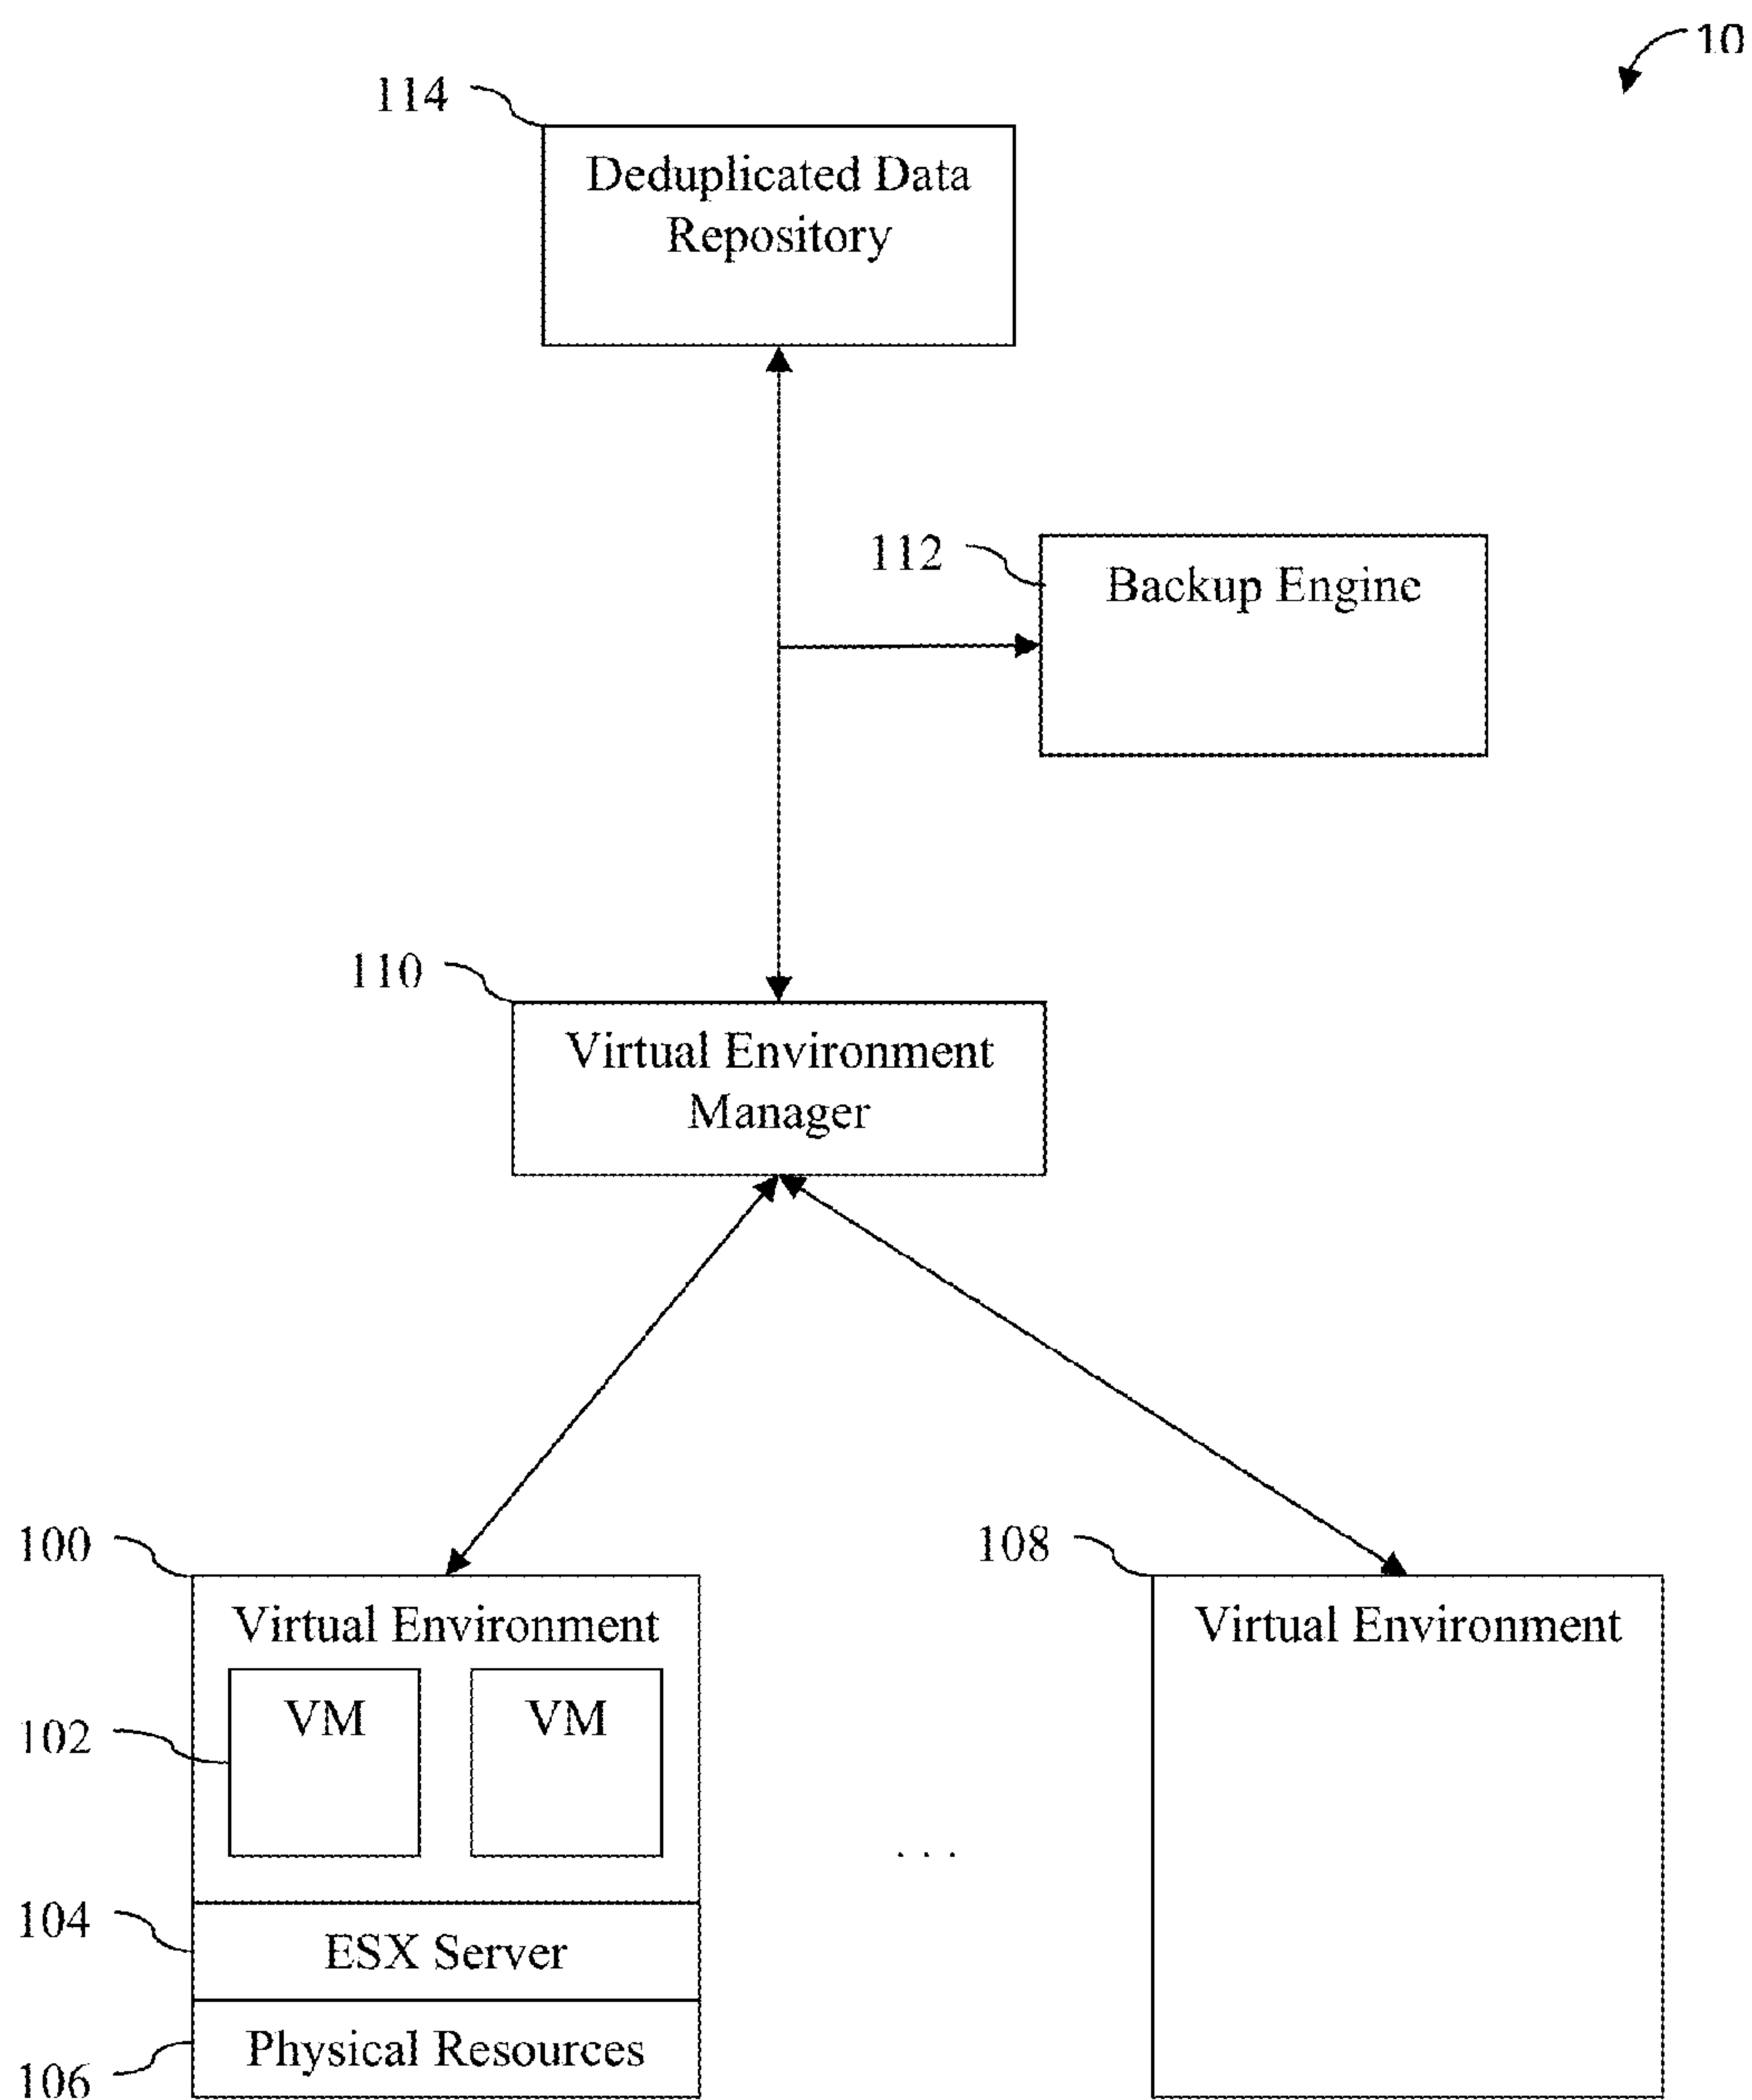 10
114
Deduplicated Data
Repository
112
Backup Engine
110
Virtual Environment
Manager
100
108
Virtual Environment
Virtual Environment
102
VM
VM
. . .
104
ESX Server
106
Physical Resources